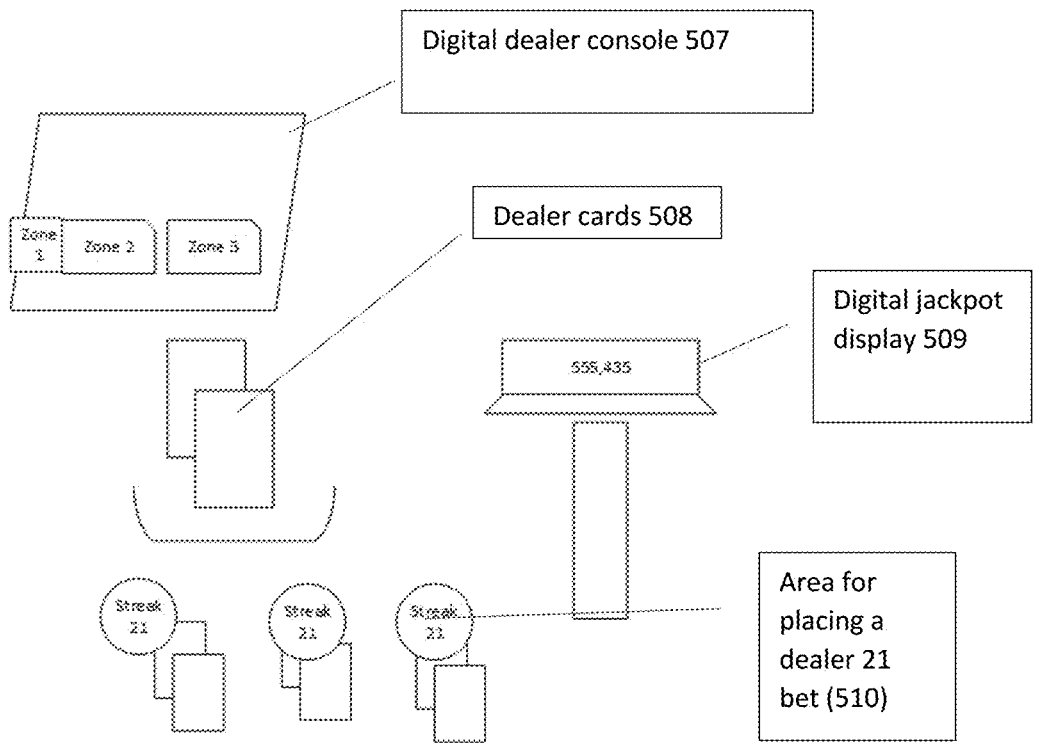 Digital dealer console 507
Dealer cards 508
Zone
1
Zone 2
Zone 3
Digital jackpot
display 509
555,435
Streak
21
Streak
21
Streak
21
Area for
placing a
dealer 21
bet (510)